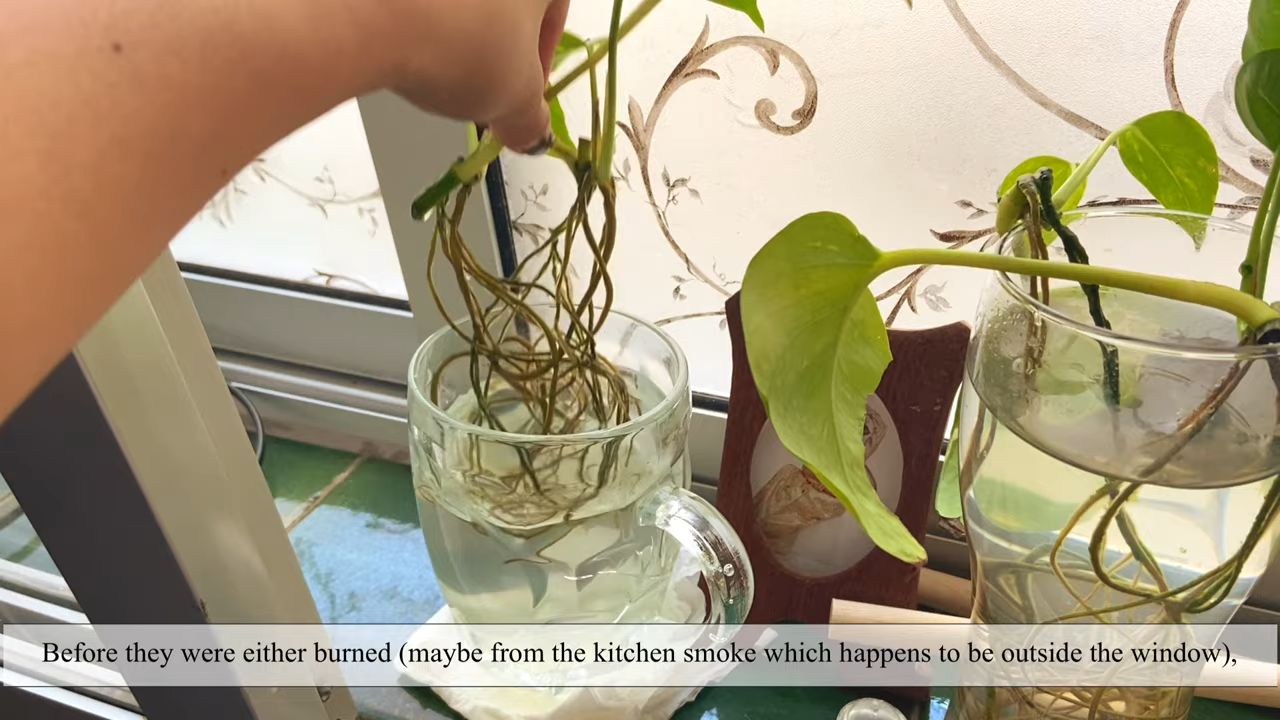 Before they were either burned (maybe from the kitchen smoke which happens to be outside the window),